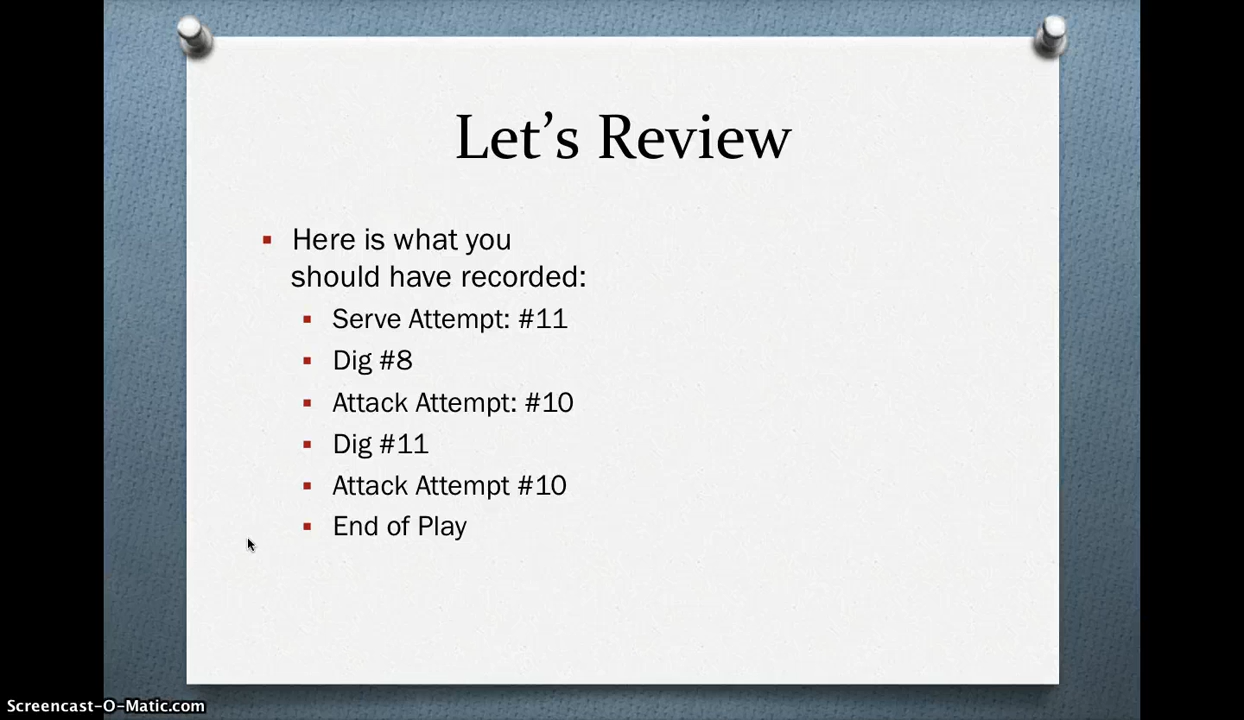 Let's Review
Here is what you
should have recorded:
Serve Attempt: #11
Dig #8
Attack Attempt: #10
Dig #11
Attack Attempt #10
End of Play
Screencast-O-Matic.com